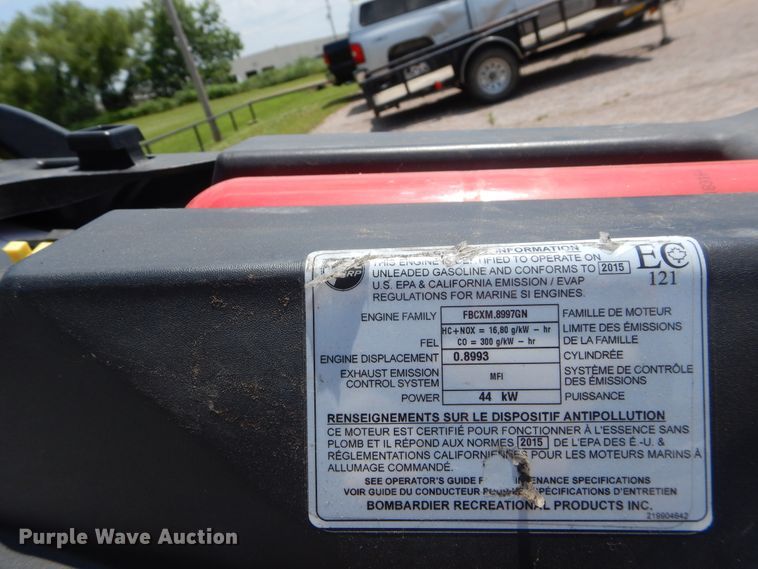 INFORMATION
THIS ENGINE TIFIED TO OPERATE ON
UNLEADED GASOLINE AND CONFORMS TO 2015
U.S. EPA & CALIFORNIA EMISSION / EVAP
REGULATIONS FOR MARINE SI ENGINES.
EC
121
BRP
ENGINE FAMILY FBCXM.8997GN FAMILLE DE MOTEUR
FEL HC+NOX = 16,80 g/kW - hr LIMITE DES ÉMISSIONS
CO = 300 g/kW - hr DE LA FAMILLE
ENGINE DISPLACEMENT 0.8993 CYLINDRÉE
EXHAUST EMISSION SYSTÈME DE CONTRÔLE
CONTROL SYSTEM MFI DES ÉMISSIONS
POWER 44 kW PUISSANCE
RENSEIGNEMENTS SUR LE DISPOSITIF ANTIPOLLUTION
CE MOTEUR EST CERTIFIÉ POUR FONCTIONNER À L'ESSENCE SANS
PLOMB ET IL RÉPOND AUX NORMES 2015 DE L'EPA DES É.-U. &
RÉGLEMENTATIONS CALIFORNIENNES POUR LES MOTEURS MARINS À
ALLUMAGE COMMANDÉ.
SEE OPERATOR'S GUIDE FOR TENANCE SPECIFICATIONS
VOIR GUIDE DU CONDUCTEUR POUR LES SPÉCIFICATIONS D'ENTRETIEN
BOMBARDIER RECREATIONAL PRODUCTS INC.
219904642
Purple Wave Auction